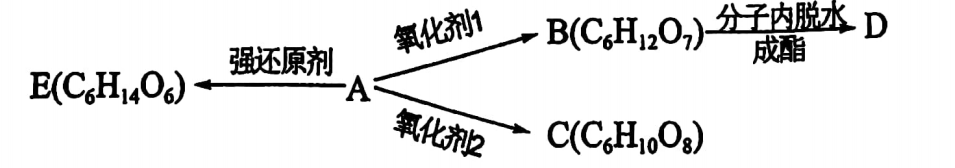 氧化剂1
B(C₆H₁₂O₇)
分子内脱水
成酯
D
强还原剂
E(C₆H₁₄O₆)
A
氧化剂2
C(C₆H₁₀O₈)